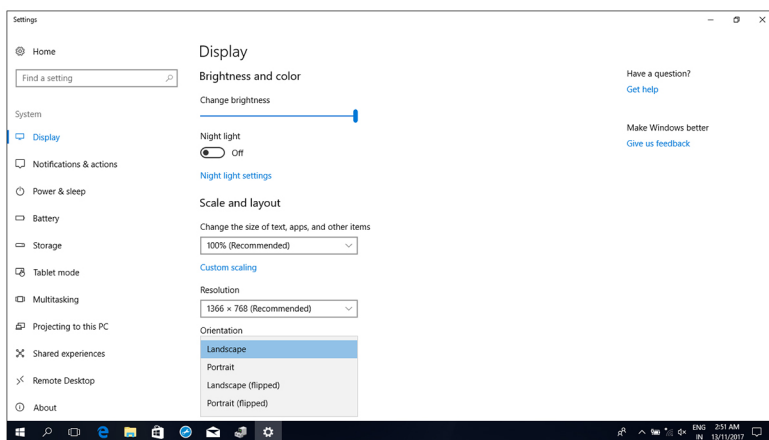 Settings
Home
Find a setting
System
Display
Notifications & actions
Power & sleep
Battery
Storage
Tablet mode
Multitasking
Projecting to this PC
Shared experiences
Remote Desktop
About
Display
Brightness and color
Change brightness
Night light
Off
Night light settings
Scale and layout
Change the size of text, apps, and other items
100% (Recommended)
Custom scaling
Resolution
1366 × 768 (Recommended)
Orientation
Landscape
Portrait
Landscape (flipped)
Portrait (flipped)
Have a question?
Get help
Make Windows better
Give us feedback
ENG 2:51 AM
IN 13/11/2017